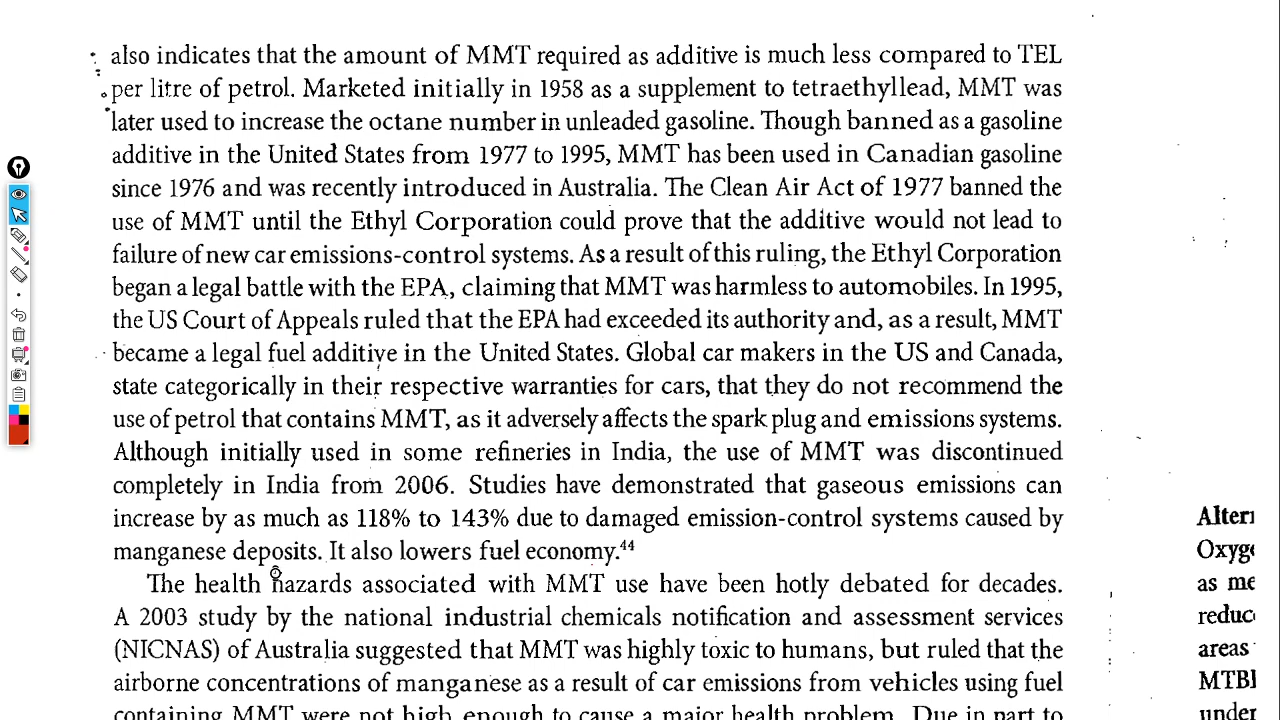 also indicates that the amount of MMT required as additive is much less compared to TEL
per litre of petrol. Marketed initially in 1958 as a supplement to tetraethyllead, MMT was
later used to increase the octane number in unleaded gasoline. Though banned as a gasoline
additive in the United States from 1977 to 1995, MMT has been used in Canadian gasoline
since 1976 and was recently introduced in Australia. The Clean Air Act of 1977 banned the
use of MMT until the Ethyl Corporation could prove that the additive would not lead to
failure of new car emissions-control systems. As a result of this ruling, the Ethyl Corporation
began a legal battle with the EPA, claiming that MMT was harmless to automobiles. In 1995,
the US Court of Appeals ruled that the EPA had exceeded its authority and, as a result, MMT
became a legal fuel additive in the United States. Global car makers in the US and Canada,
state categorically in their respective warranties for cars, that they do not recommend the
use of petrol that contains MMT, as it adversely affects the spark plug and emissions systems.
Although initially used in some refineries in India, the use of MMT was discontinued
completely in India from 2006. Studies have demonstrated that gaseous emissions can
increase by as much as 118% to 143% due to damaged emission-control systems caused by
manganese deposits. It also lowers fuel economy.⁴⁴
The health hazards associated with MMT use have been hotly debated for decades.
A 2003 study by the national industrial chemicals notification and assessment services
(NICNAS) of Australia suggested that MMT was highly toxic to humans, but ruled that the
airborne concentrations of manganese as a result of car emissions from vehicles using fuel
containing MMT were not high enough to cause a major health problem. Due in part to
as me
areas